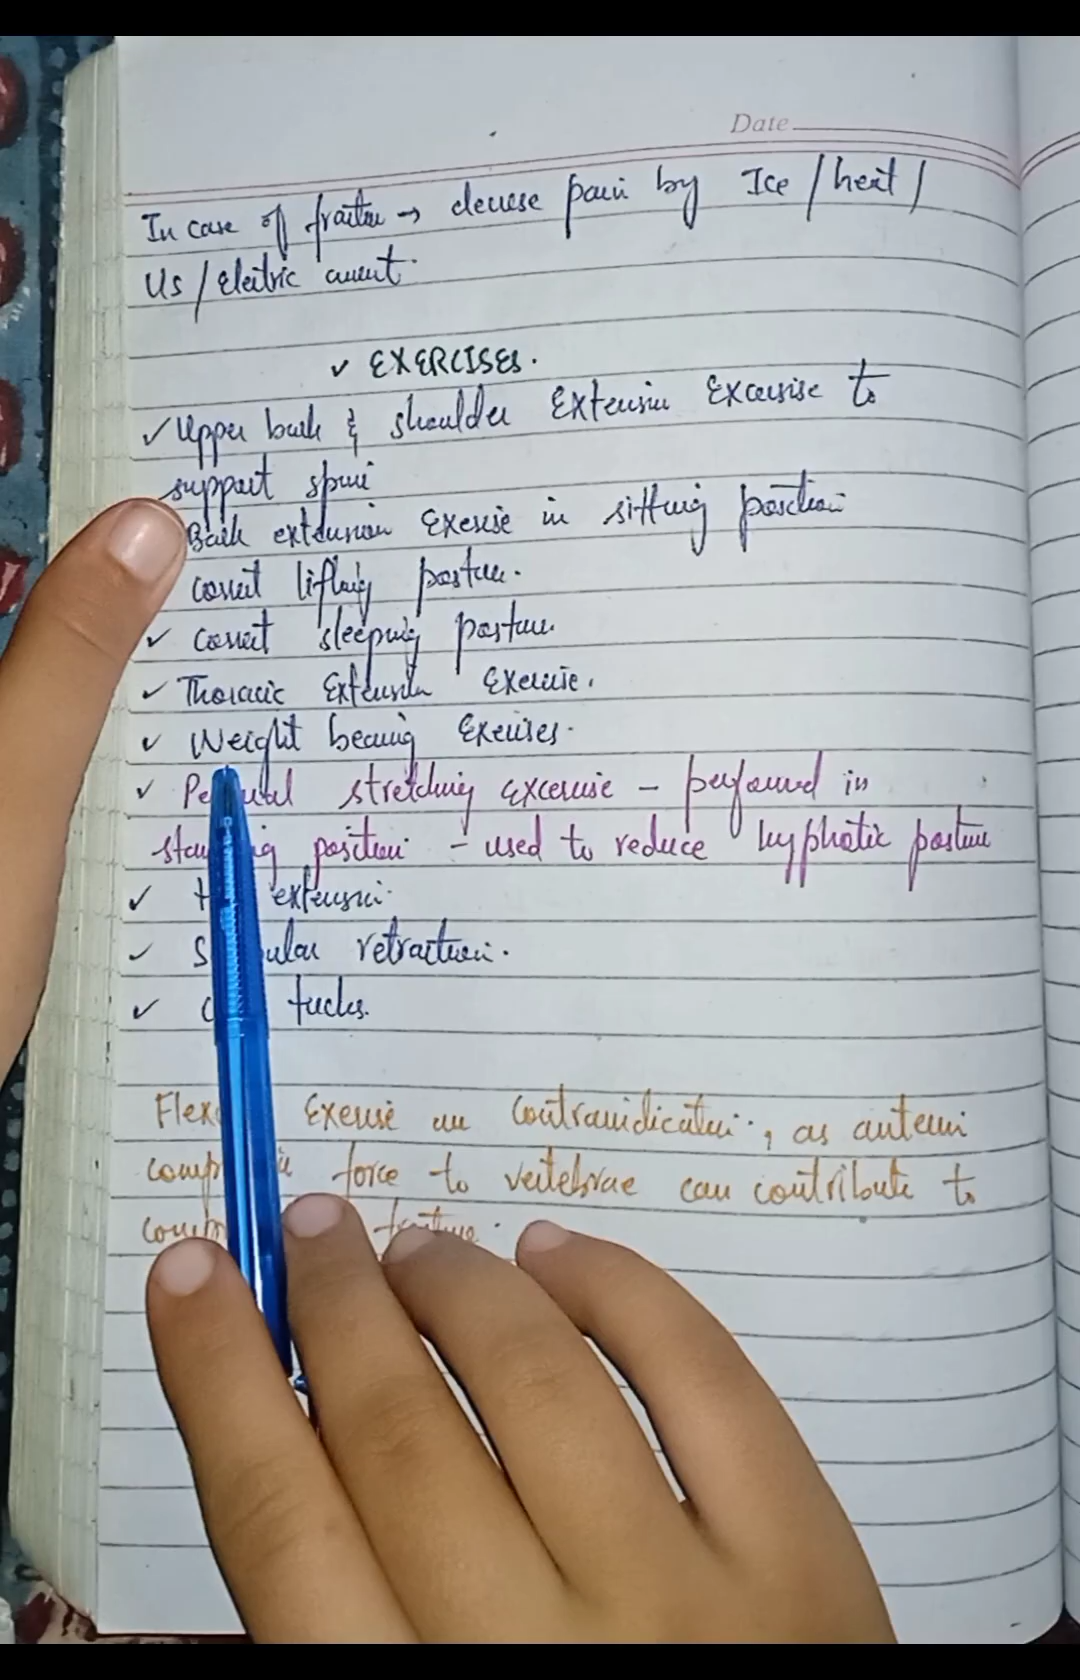 Date
In case of fracture → decrese pain by Ice / heat /
Us / Electric current.
✓ EXERCISES.
✓ Upper back & shoulder Extension Excersise to
support spine
Back extension Exercise in sitting position
correct lifting posture.
✓ correct sleeping posture.
✓ Thoracic Extension Exercise.
✓ Weight bearing Exercises.
✓ stretching excercise – performed in
position – used to reduce kyphotic posture
✓ extension.
✓ retraction.
✓ tucks.
Exercise are contraindication., as anterior
force to vertebrae can contribute to